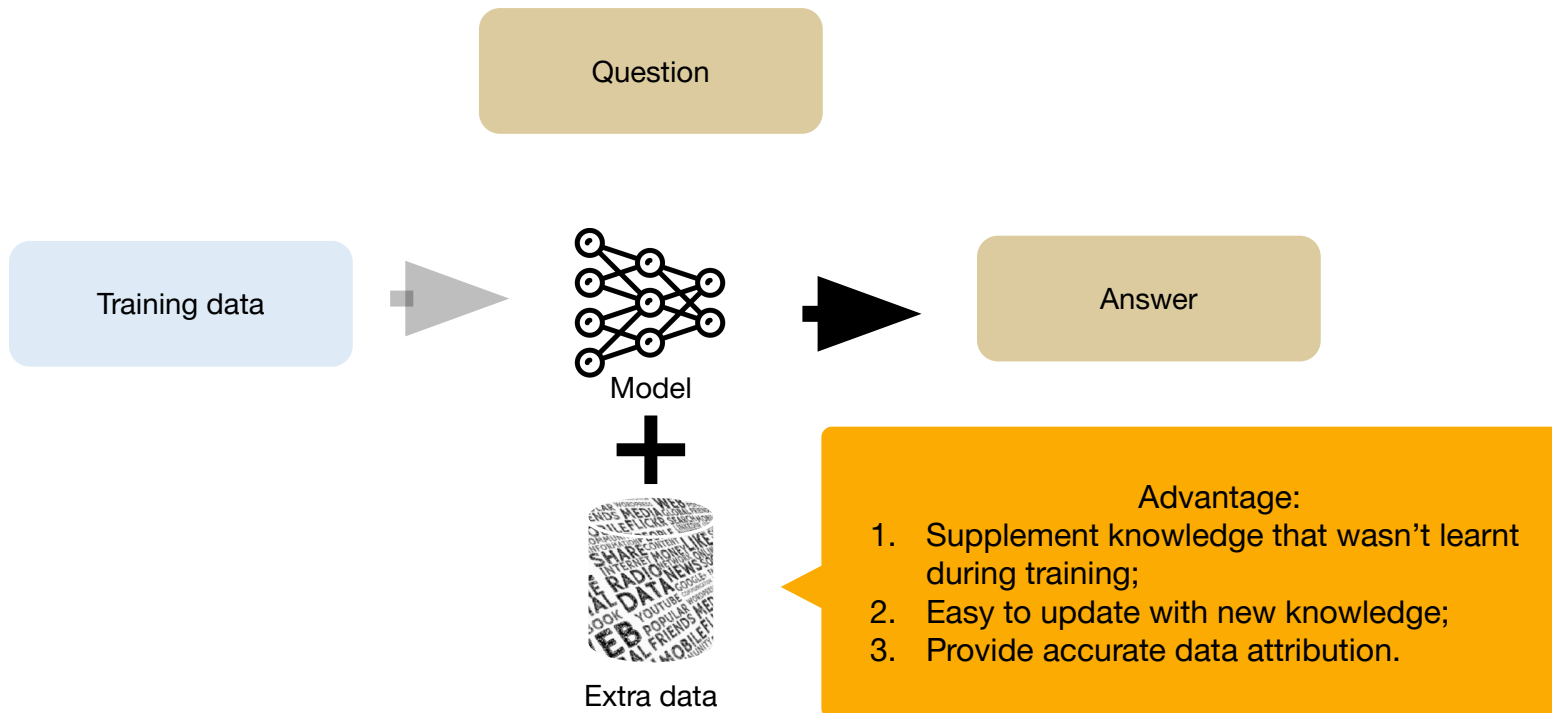 Question
Training data
Answer
Model
Advantage:
1. Supplement knowledge that wasn't learnt
during training;
2. Easy to update with new knowledge;
3. Provide accurate data attribution.
Extra data